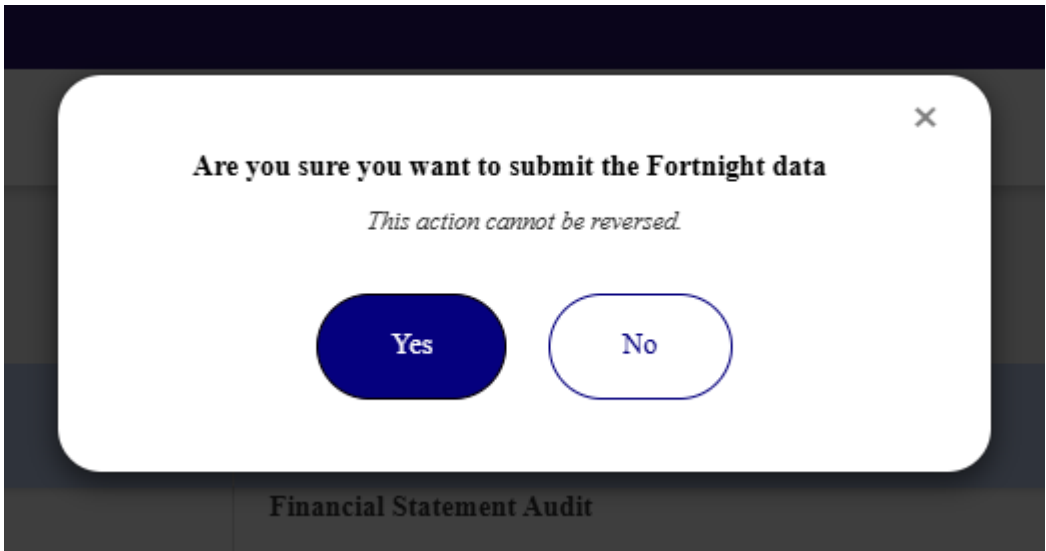 ×
Are you sure you want to submit the Fortnight data
This action cannot be reversed.
Yes No
Financial Statement Audit